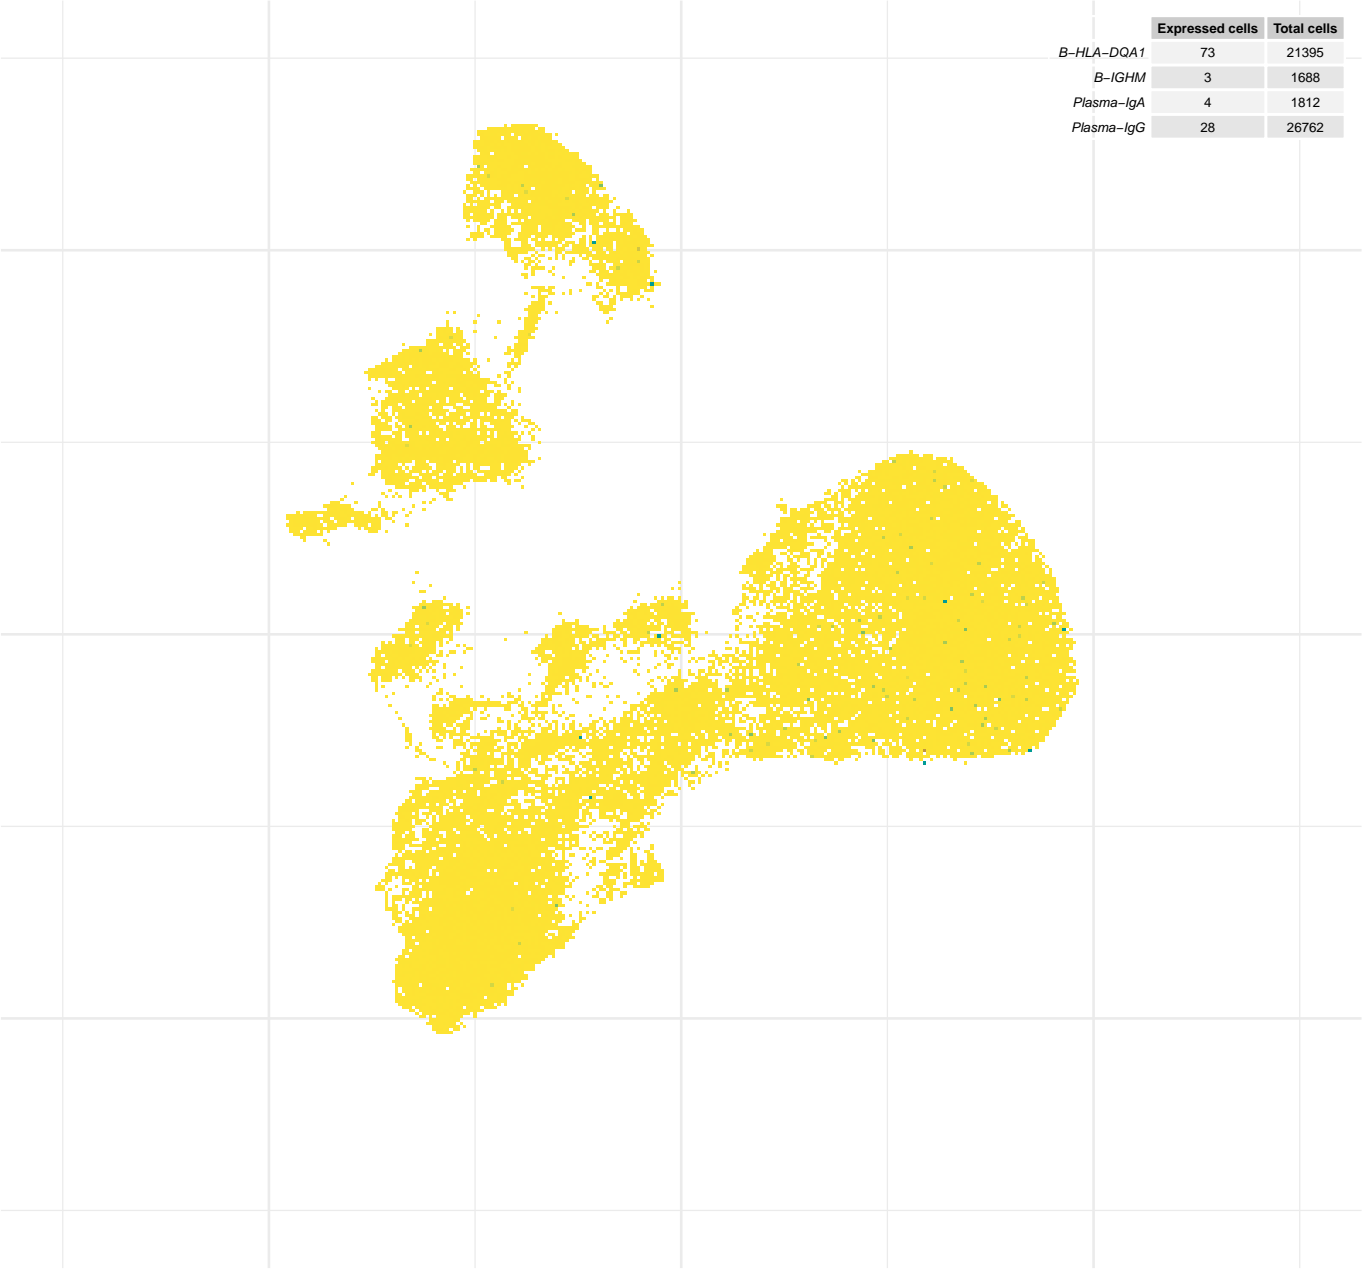 Expressed cells Total cells
B−HLA−DQA1 73 21395
B−IGHM 3 1688
Plasma−IgA 4 1812
Plasma−IgG 28 26762